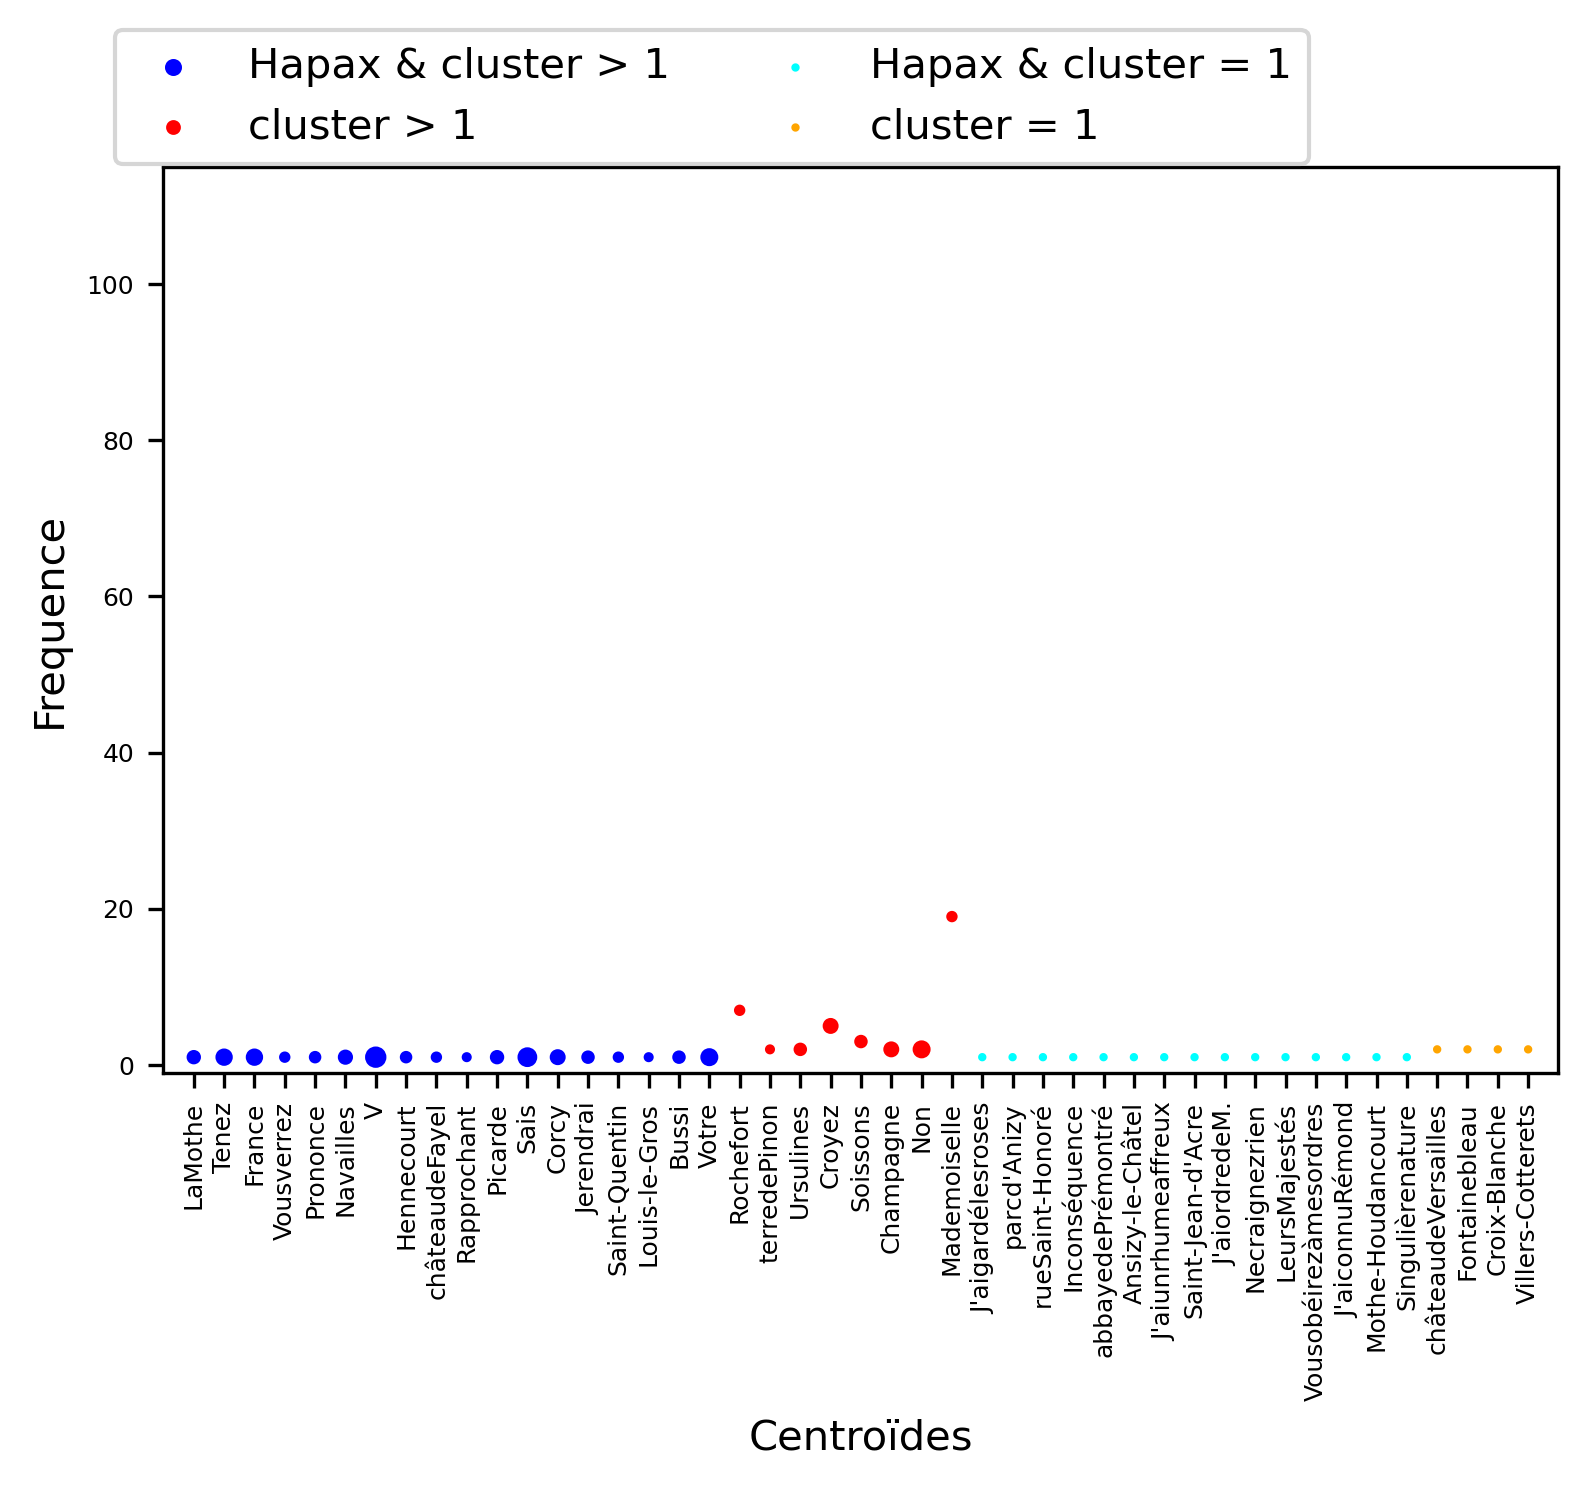 Hapax & cluster > 1
Hapax & cluster = 1
cluster > 1
cluster = 1
Frequence
100
80
60
40
20
0
LaMothe
Tenez
France
Vousverrez
Prononce
Navailles
V
Hennecourt
châteaudeFayel
Rapprochant
Picarde
Sais
Corcy
Jerendrai
Saint-Quentin
Louis-le-Gros
Bussi
Votre
Rochefort
terredePinon
Ursulines
Croyez
Soissons
Champagne
Non
Mademoiselle
J'aigardélesroses
parcd'Anizy
rueSaint-Honoré
Inconséquence
abbayedePrémontré
Ansizy-le-Châtel
J'aiunrhumeaffreux
Saint-Jean-d'Acre
J'aiordredeM.
Necraignezrien
LeursMajestés
Vousobéirezàmesordres
J'aiconnuRémond
Mothe-Houdancourt
Singulièrenature
châteaudeVersailles
Fontainebleau
Croix-Blanche
Villers-Cotterets
Centroïdes